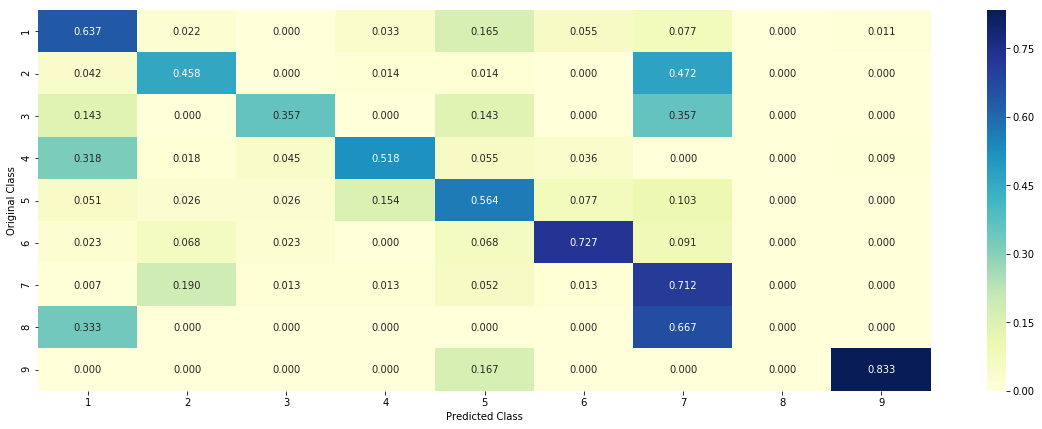 1 0.637 0.022 0.000 0.033 0.165 0.055 0.077 0.000 0.011
2 0.042 0.458 0.000 0.014 0.014 0.000 0.472 0.000 0.000
3 0.143 0.000 0.357 0.000 0.143 0.000 0.357 0.000 0.000
4 0.318 0.018 0.045 0.518 0.055 0.036 0.000 0.000 0.009
5 0.051 0.026 0.026 0.154 0.564 0.077 0.103 0.000 0.000
6 0.023 0.068 0.023 0.000 0.068 0.727 0.091 0.000 0.000
7 0.007 0.190 0.013 0.013 0.052 0.013 0.712 0.000 0.000
8 0.333 0.000 0.000 0.000 0.000 0.000 0.667 0.000 0.000
9 0.000 0.000 0.000 0.000 0.167 0.000 0.000 0.000 0.833
1 2 3 4 5 6 7 8 9
Predicted Class
Original Class
0.75
0.60
0.45
0.30
0.15
0.00